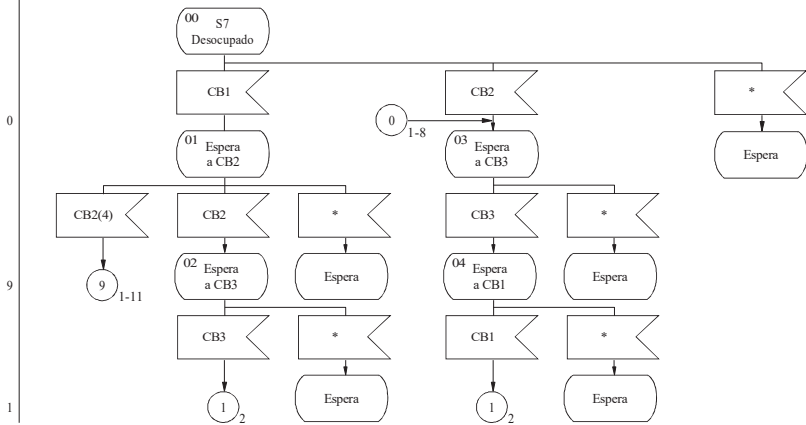 00
S7
Desocupado
CB1
CB2
*
0
0
1-8
01
Espera
a CB2
03
Espera
a CB3
Espera
CB2(4)
CB2
*
CB3
*
9
9
1-11
02
Espera
a CB3
Espera
04
Espera
a CB1
Espera
CB3
*
CB1
*
1
1
2
Espera
1
2
Espera